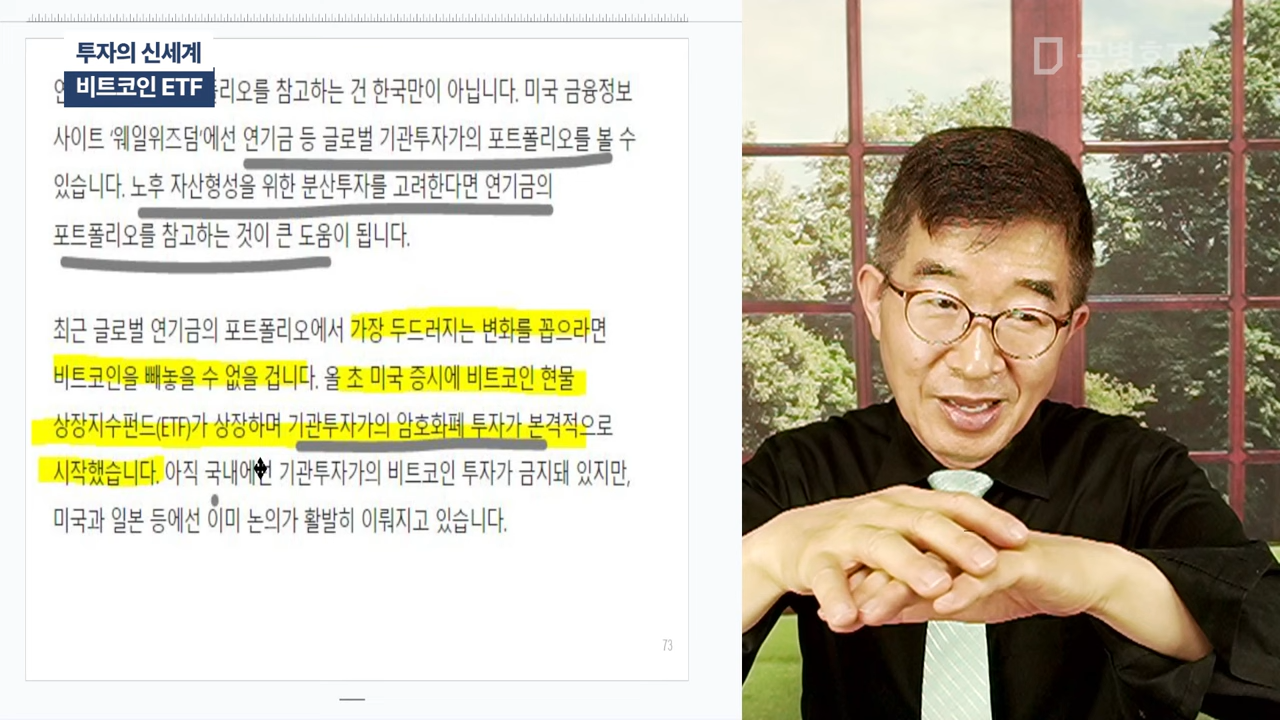 투자의 신세계
비트코인 ETF
폴리오를 참고하는 건 한국만이 아닙니다. 미국 금융정보
사이트 '웨일위즈덤'에선 연기금 등 글로벌 기관투자가의 포트폴리오를 볼 수
있습니다. 노후 자산형성을 위한 분산투자를 고려한다면 연기금의
포트폴리오를 참고하는 것이 큰 도움이 됩니다.
최근 글로벌 연기금의 포트폴리오에서 가장 두드러지는 변화를 꼽으라면
비트코인을 빼놓을 수 없을 겁니다. 올 초 미국 증시에 비트코인 현물
상장지수펀드(ETF)가 상장하며 기관투자가의 암호화폐 투자가 본격적으로
시작했습니다. 아직 국내에선 기관투자가의 비트코인 투자가 금지돼 있지만,
미국과 일본 등에선 이미 논의가 활발히 이뤄지고 있습니다.
73
공병호TV